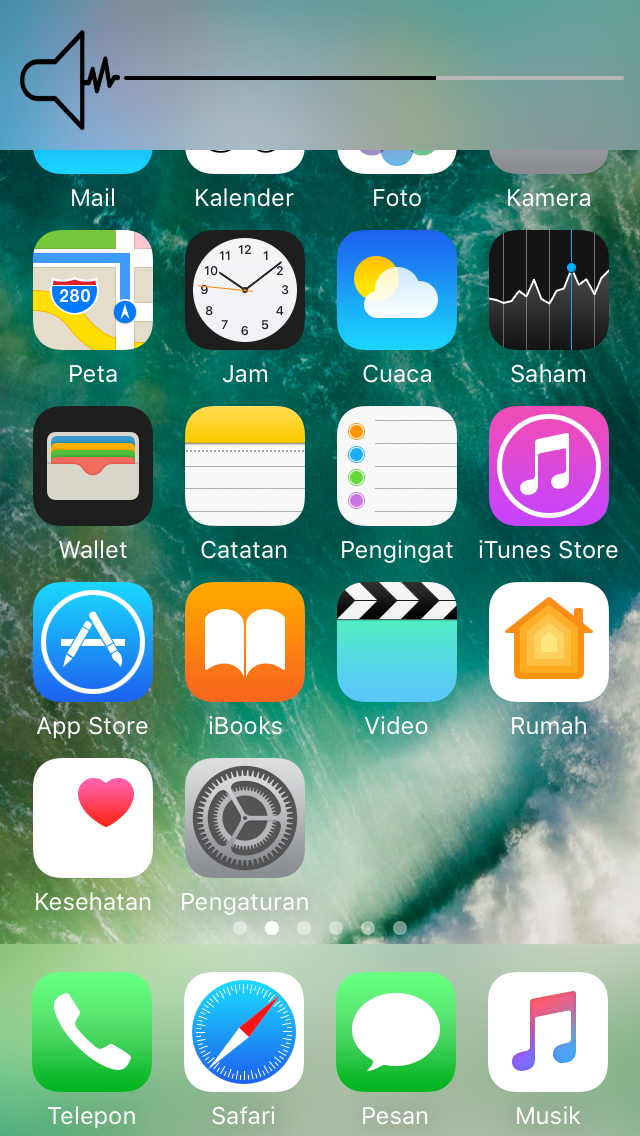 Mail
Kalender
Foto
Kamera
280
12
1
2
3
4
5
6
7
8
9
10
11
Peta
Jam
Cuaca
Saham
Wallet
Catatan
Pengingat
iTunes Store
App Store
iBooks
Video
Rumah
Kesehatan
Pengaturan
Telepon
Safari
Pesan
Musik